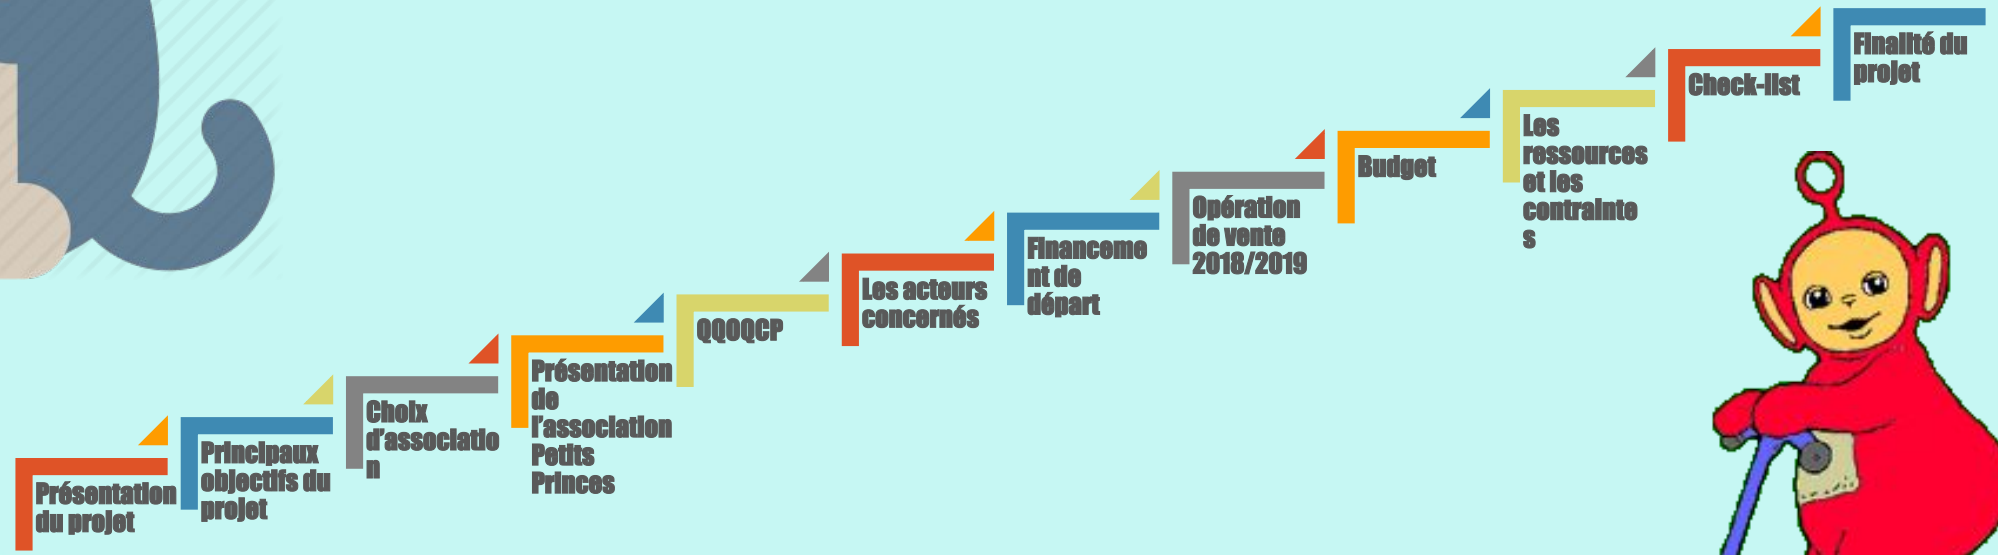 Présentation
du projet
Principaux
objectifs du
projet
Choix
d'associatio
n
Présentation
de
l'association
Petits
Princes
QQOQCP
Les acteurs
concernés
Financeme
nt de
départ
Opération
de vente
2018/2019
Budget
Les
ressources
et les
contrainte
s
Check-list
Finalité du
projet